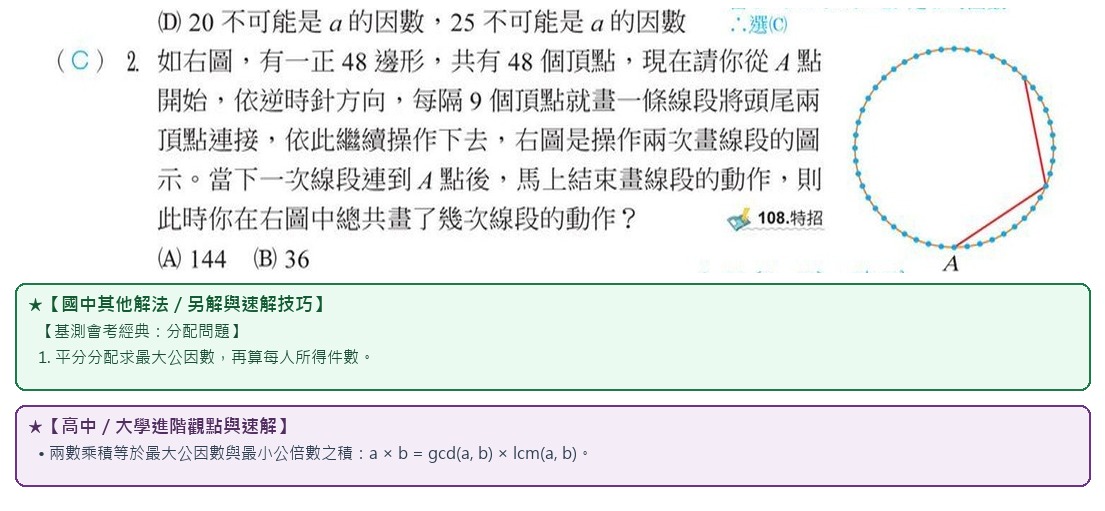 (D) 20 不可能是 a 的因數，25 不可能是 a 的因數
∴選(C)
（C）2. 如右圖，有一正 48 邊形，共有 48 個頂點，現在請你從 A 點
開始，依逆時針方向，每隔 9 個頂點就畫一條線段將頭尾兩
頂點連接，依此繼續操作下去，右圖是操作兩次畫線段的圖
示。當下一次線段連到 A 點後，馬上結束畫線段的動作，則
此時你在右圖中總共畫了幾次線段的動作？
108.特招
(A) 144 (B) 36
A
★【國中其他解法 / 另解與速解技巧】
【基測會考經典：分配問題】
1. 平分分配求最大公因數，再算每人所得件數。
★【高中 / 大學進階觀點與速解】
• 兩數乘積等於最大公因數與最小公倍數之積：a × b = gcd(a, b) × lcm(a, b)。